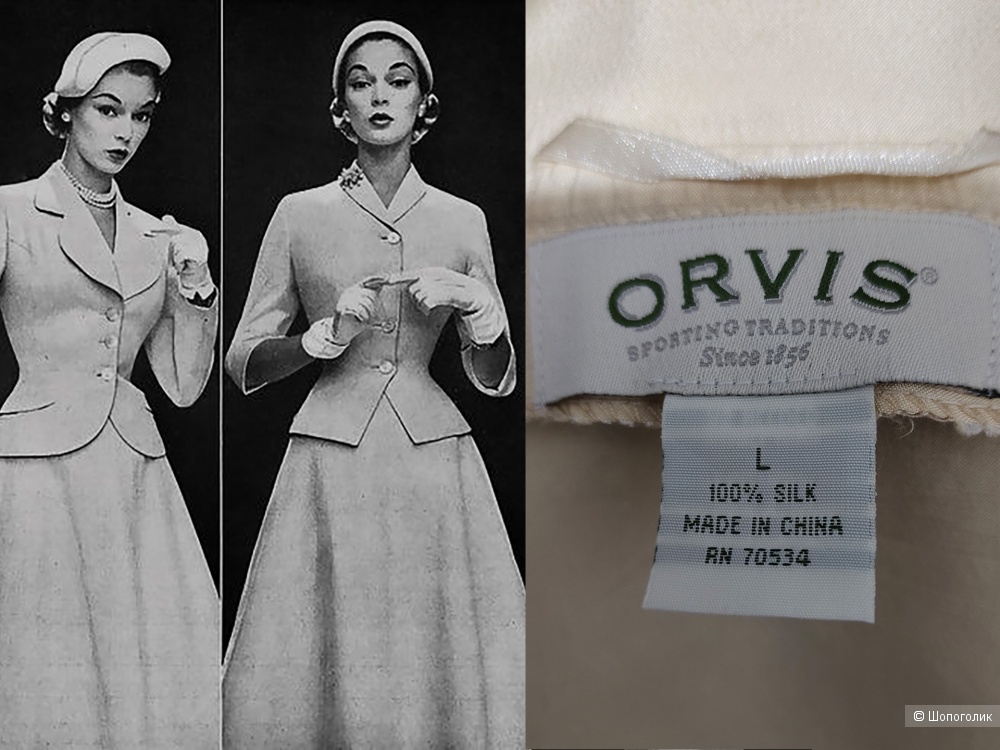 ORVIS®
SPORTING TRADITIONS
Since 1856
L
100% SILK
MADE IN CHINA
RN 70534
© Шопоголик